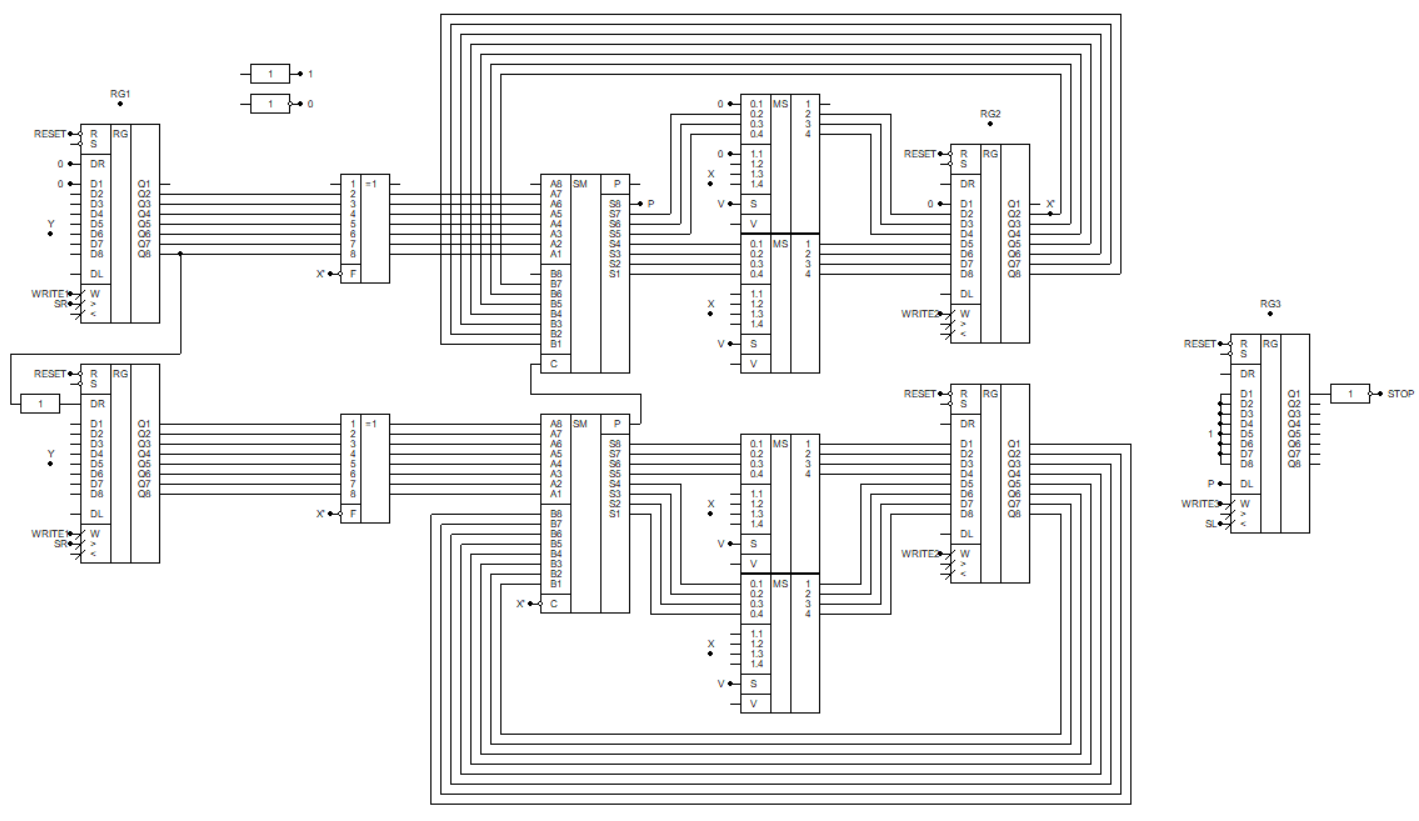 1 1
1 0
RG1
RESET R RG
S
0 DR
0 D1 Q1
D2 Q2
D3 Q3
D4 Q4
Y D5 Q5
D6 Q6
D7 Q7
D8 Q8
DL
WRITE1 W
SR >
<
1 =1
2
3
4
5
6
7
8
X' F
A8 SM P
A7 S8 P
A6 S7
A5 S6
A4 S5
A3 S4
A2 S3
A1 S2
B8 S1
B7
B6
B5
B4
B3
B2
B1
C
0 0.1 MS 1
0.2 2
0.3 3
0.4 4
0 1.1
1.2
X 1.3
1.4
V S
V
0.1 MS 1
0.2 2
0.3 3
0.4 4
1.1
X 1.2
1.3
1.4
V S
V
RG2
RESET R RG
S
DR
0 D1 Q1 X'
D2 Q2
D3 Q3
D4 Q4
D5 Q5
D6 Q6
D7 Q7
D8 Q8
DL
WRITE2 W
>
<
RG3
RESET R RG
S
DR
D1 Q1 1 STOP
D2 Q2
D3 Q3
D4 Q4
1 D5 Q5
D6 Q6
D7 Q7
D8 Q8
P DL
WRITE3 W
>
SL <
RESET R RG
S
1 DR
D1 Q1
D2 Q2
D3 Q3
Y D4 Q4
D5 Q5
D6 Q6
D7 Q7
D8 Q8
DL
WRITE1 W
SR >
<
1 =1
2
3
4
5
6
7
8
X' F
A8 SM P
A7
A6 S8
A5 S7
A4 S6
A3 S5
A2 S4
A1 S3
B8 S2
B7 S1
B6
B5
B4
B3
B2
B1
X' C
0.1 MS 1
0.2 2
0.3 3
0.4 4
1.1
X 1.2
1.3
1.4
V S
V
0.1 MS 1
0.2 2
0.3 3
0.4 4
1.1
X 1.2
1.3
1.4
V S
V
RESET R RG
S
DR
D1 Q1
D2 Q2
D3 Q3
D4 Q4
D5 Q5
D6 Q6
D7 Q7
D8 Q8
DL
WRITE2 W
>
<